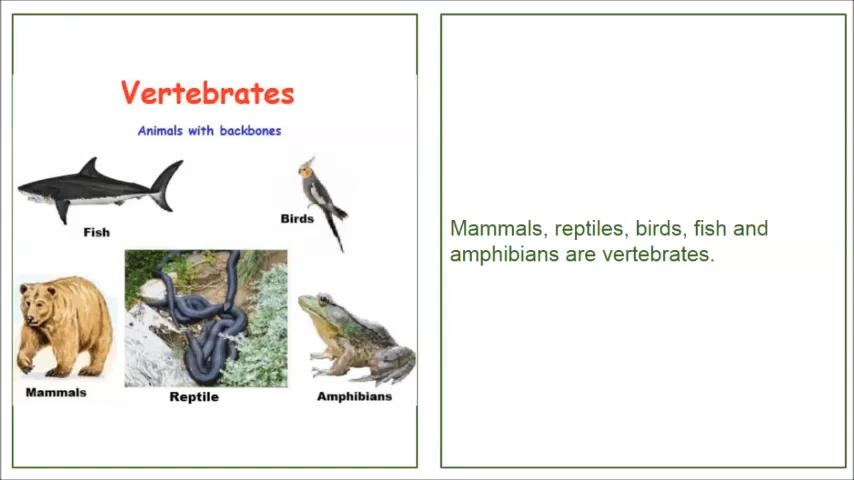 Vertebrates
Animals with backbones
Fish
Birds
Mammals
Reptile
Amphibians
Mammals, reptiles, birds, fish and
amphibians are vertebrates.